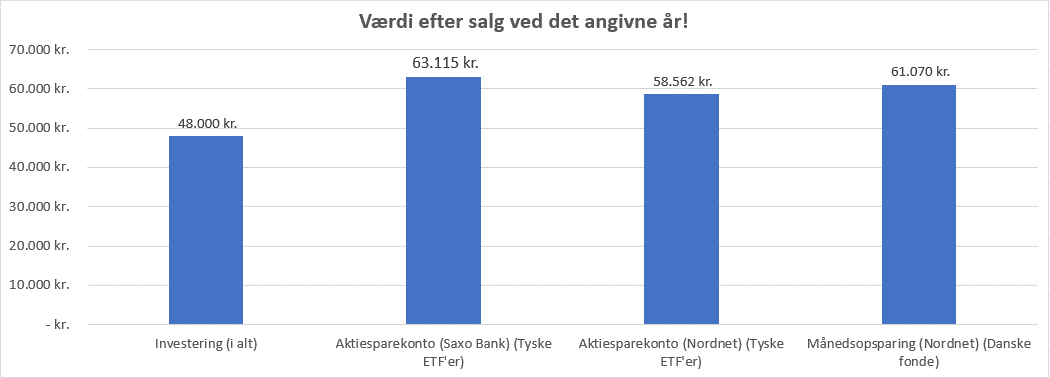 Værdi efter salg ved det angivne år!
70.000 kr.
60.000 kr.
50.000 kr.
40.000 kr.
30.000 kr.
20.000 kr.
10.000 kr.
- kr.
48.000 kr.
63.115 kr.
58.562 kr.
61.070 kr.
Investering (i alt)
Aktiesparekonto (Saxo Bank) (Tyske
ETF'er)
Aktiesparekonto (Nordnet) (Tyske
ETF'er)
Månedsopsparing (Nordnet) (Danske
fonde)